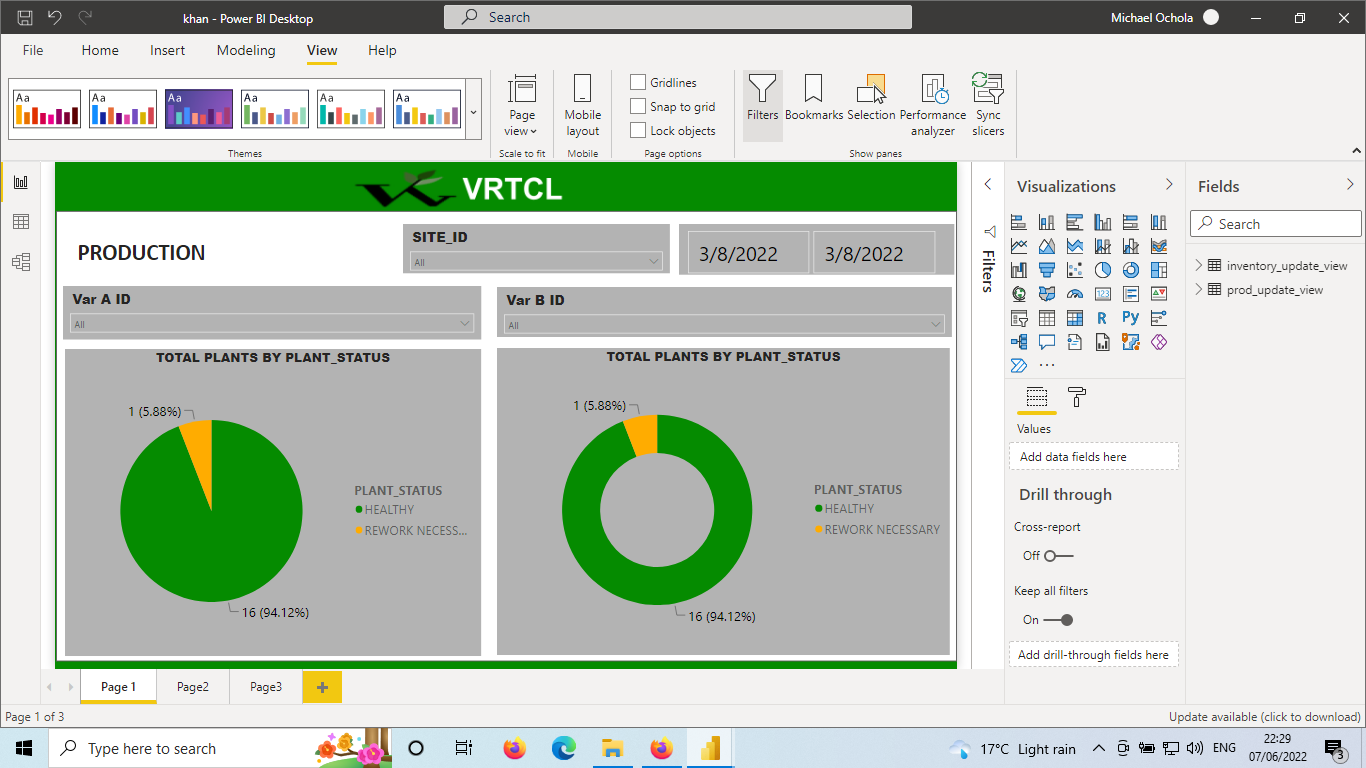 khan - Power BI Desktop
Search
Michael Ochola
File
Home
Insert
Modeling
View
Help
Aa
Aa
Aa
Aa
Aa
Aa
Page view
Mobile layout
Gridlines
Snap to grid
Lock objects
Filters
Bookmarks
Selection
Performance analyzer
Sync slicers
Themes
Scale to fit
Mobile
Page options
Show panes
VRTCL
PRODUCTION
SITE_ID
All
3/8/2022
3/8/2022
Var A ID
All
Var B ID
All
TOTAL PLANTS BY PLANT_STATUS
1 (5.88%)
16 (94.12%)
PLANT_STATUS
HEALTHY
REWORK NECESS...
TOTAL PLANTS BY PLANT_STATUS
1 (5.88%)
16 (94.12%)
PLANT_STATUS
HEALTHY
REWORK NECESSARY
Filters
Visualizations
123
R
Py
Values
Add data fields here
Drill through
Cross-report
Off
Keep all filters
On
Add drill-through fields here
Fields
Search
inventory_update_view
prod_update_view
Page 1
Page2
Page3
+
Page 1 of 3
Update available (click to download)
Type here to search
17°C Light rain
ENG
22:29
07/06/2022
3